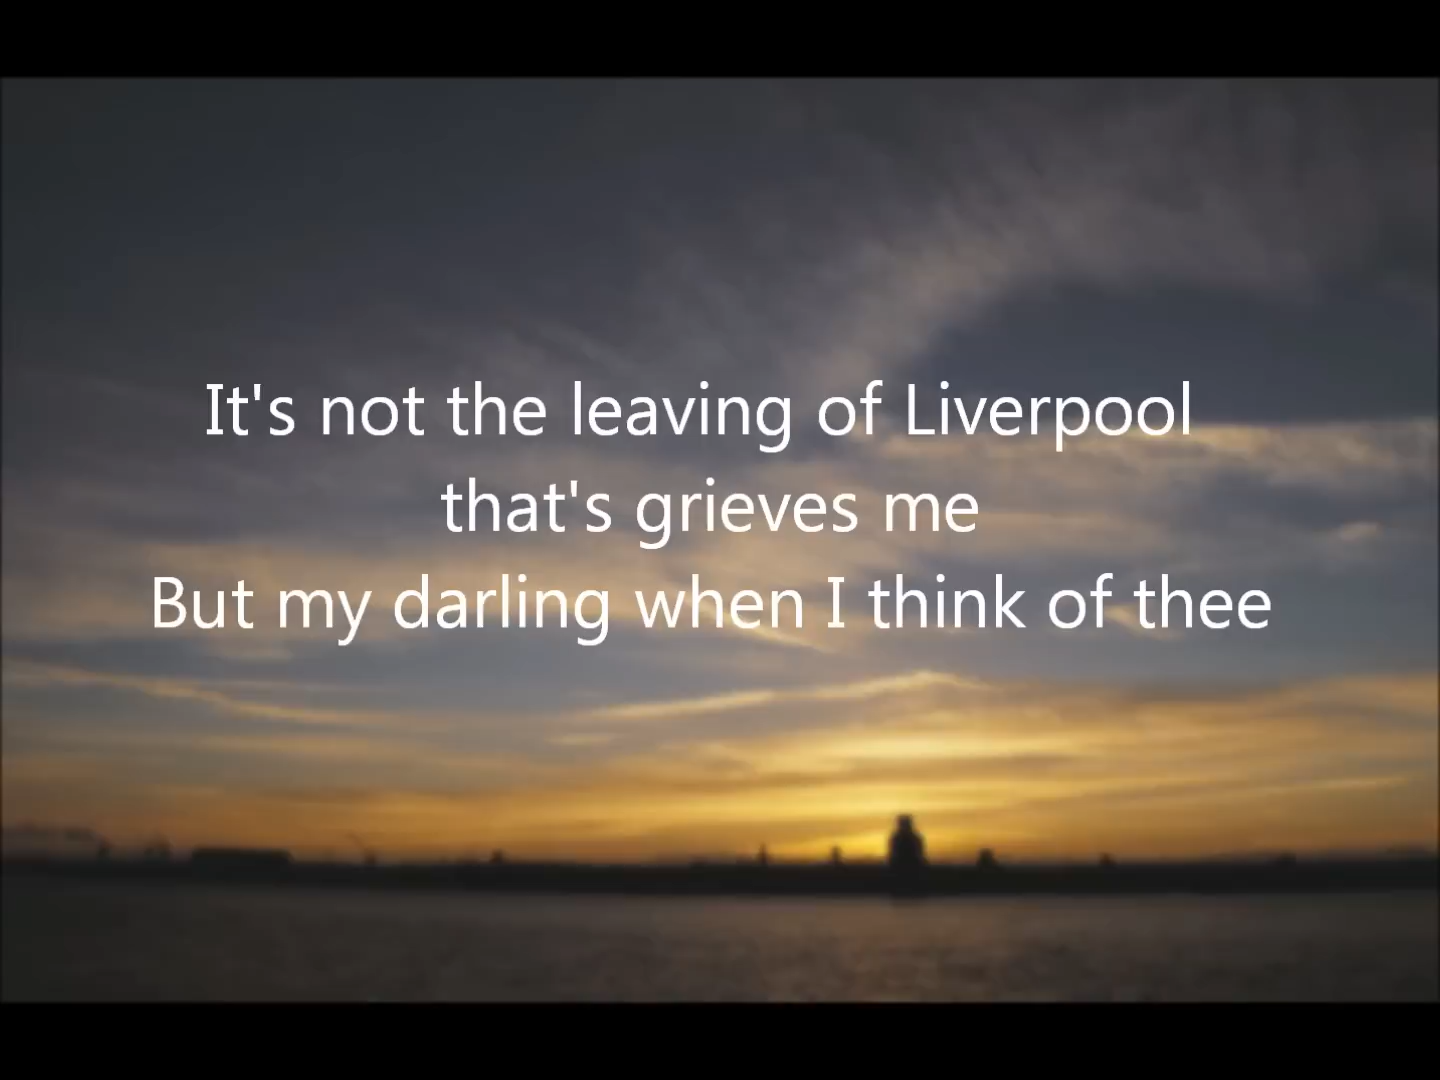 It's not the leaving of Liverpool
that's grieves me
But my darling when I think of thee